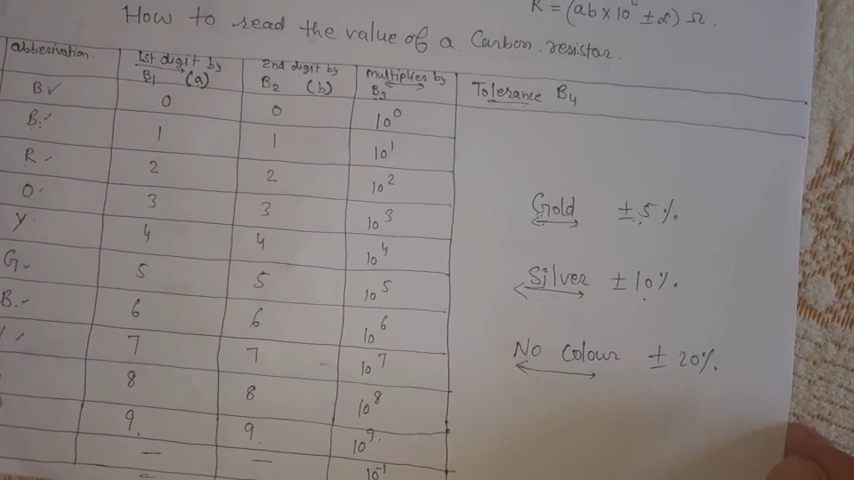 R = (ab x 10 ± α) Ω.
How to read the value of a Carbon resistor.
abberivation. 1st digit by B1 (a) 2nd digit by B2 (b) Multiplier by B3 Tolerance B4
B 0 0 10^0
B. 1 1 10^1
R 2 2 10^2
O 3 3 10^3
Y 4 4 10^4
G 5 5 10^5
B. 6 6 10^6
7 7 10^7
8 8 10^8
9. 9. 10^9.
— — 10^-1
Gold ± 5%.
Silver ± 10%.
No Colour ± 20%.